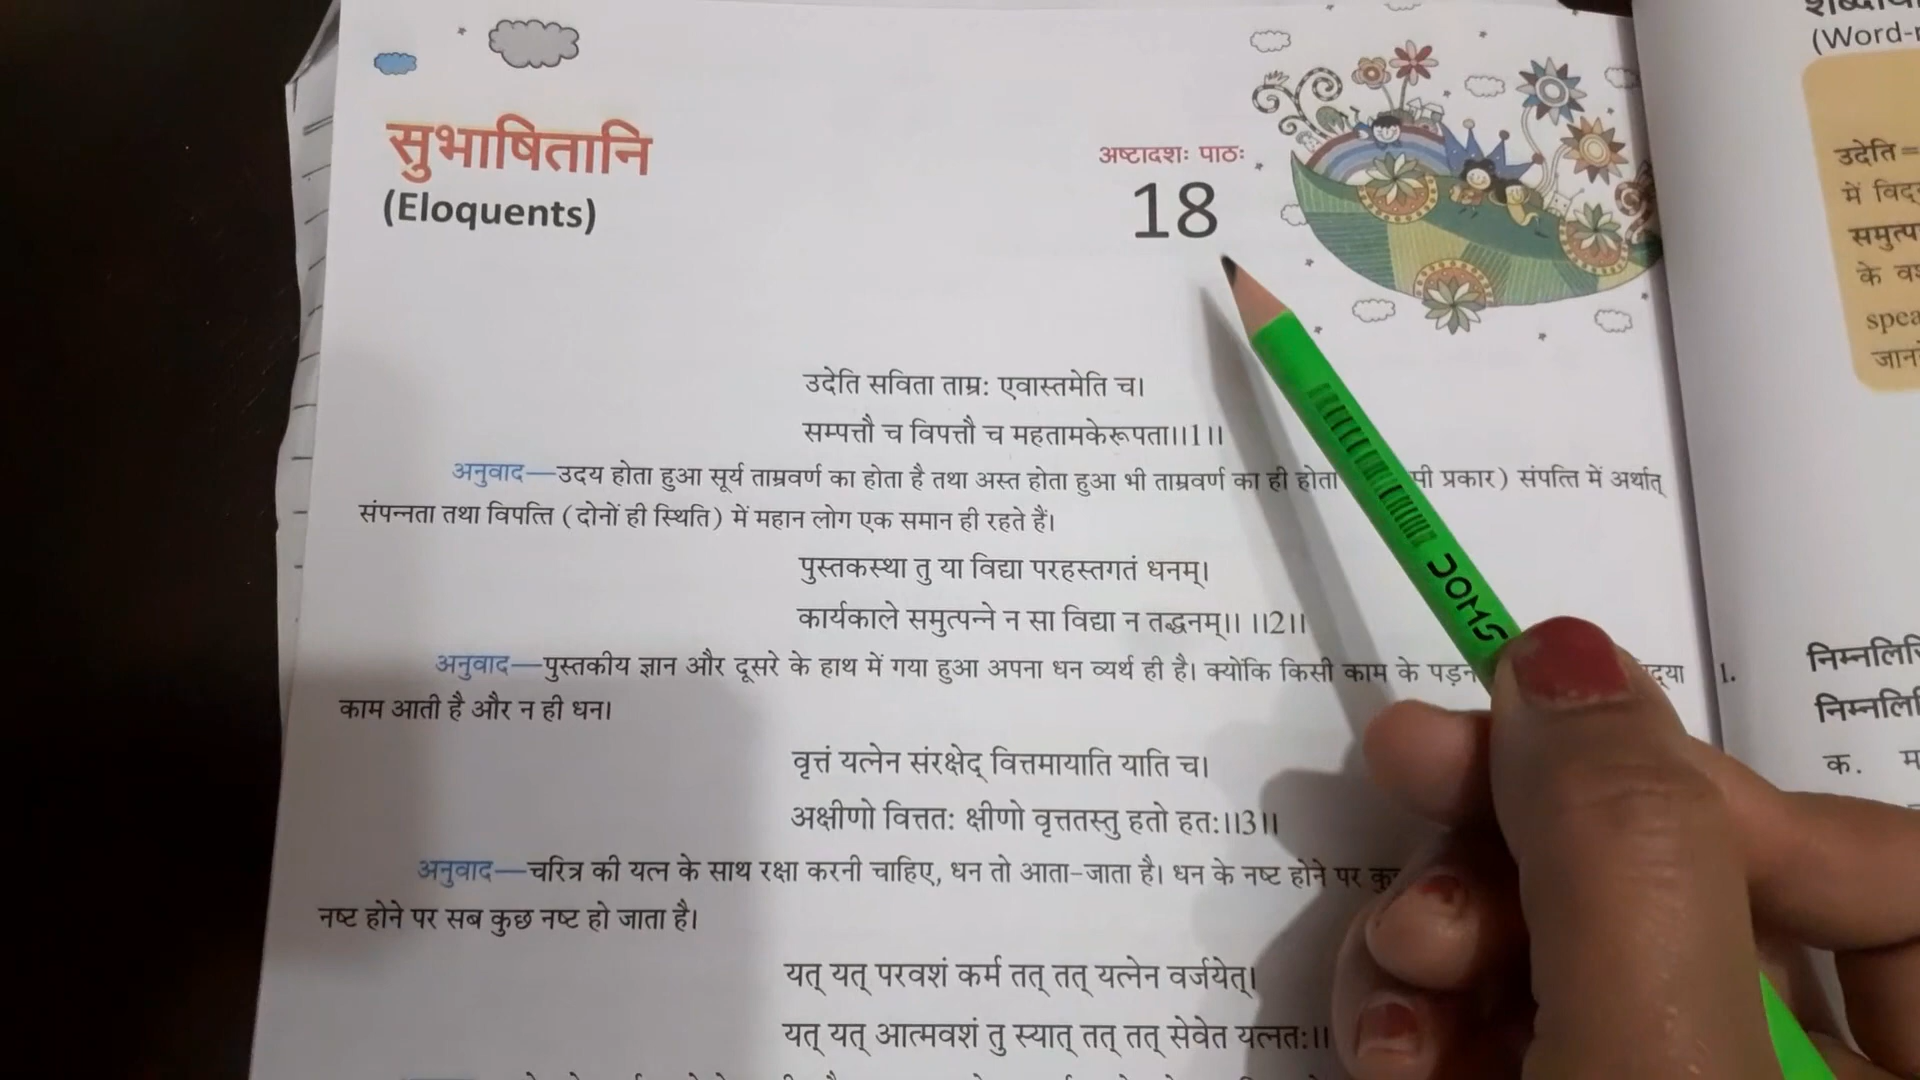 सुभाषितानि
(Eloquents)
अष्टादशः पाठः
18
उदेति सविता ताम्र: एवास्तमेति च।
सम्पत्तौ च विपत्तौ च महतामकेरूपता।।1।।
अनुवाद—उदय होता हुआ सूर्य ताम्रवर्ण का होता है तथा अस्त होता हुआ भी ताम्रवर्ण का ही होता प्रकार) संपत्ति में अर्थात्
संपन्नता तथा विपत्ति (दोनों ही स्थिति) में महान लोग एक समान ही रहते हैं।
पुस्तकस्था तु या विद्या परहस्तगतं धनम्।
कार्यकाले समुत्पन्ने न सा विद्या न तद्धनम्।। ।।2।।
अनुवाद—पुस्तकीय ज्ञान और दूसरे के हाथ में गया हुआ अपना धन व्यर्थ ही है। क्योंकि किसी काम के
काम आती है और न ही धन।
वृत्तं यत्नेन संरक्षेद् वित्तमायाति याति च।
अक्षीणो वित्तत: क्षीणो वृत्ततस्तु हतो हत:।।3।।
अनुवाद—चरित्र की यत्न के साथ रक्षा करनी चाहिए, धन तो आता-जाता है। धन के नष्ट होने पर
नष्ट होने पर सब कुछ नष्ट हो जाता है।
यत् यत् परवशं कर्म तत् तत् यत्नेन वर्जयेत्।
यत् यत् आत्मवशं तु स्यात् तत् तत् सेवेत यत्नत:।।
DOMS
(Word-
उदेति =
में
के
1.
क.